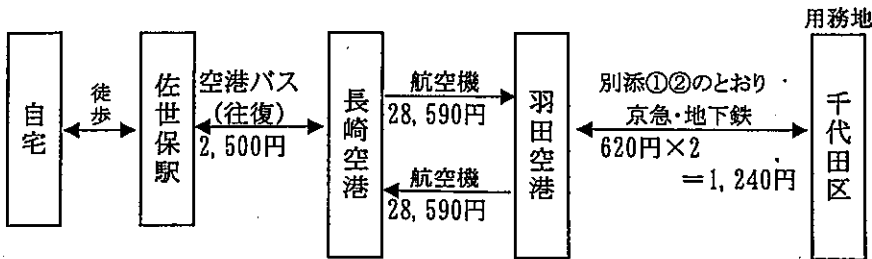 用務地
自宅
徒歩
佐世保駅
空港バス
(往復)
2,500円
長崎空港
航空機
28,590円
航空機
28,590円
羽田空港
別添①②のとおり
京急・地下鉄
620円×2
=1,240円
千代田区